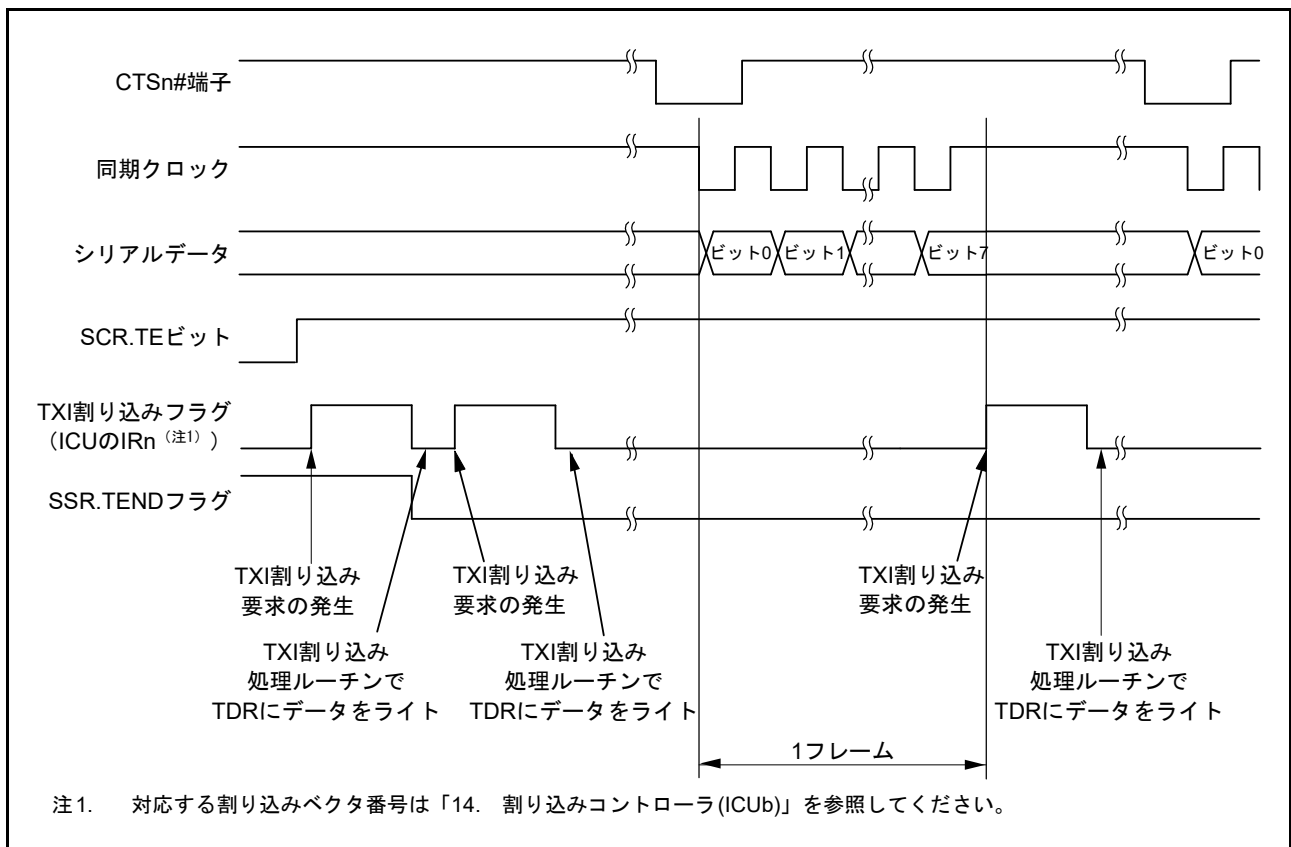 CTSn#端子
同期クロック
シリアルデータ
ビット0
ビット1
ビット7
ビット0
SCR.TEビット
TXI割り込みフラグ
(ICUのIRn（注1）)
SSR.TENDフラグ
TXI割り込み
要求の発生
TXI割り込み
要求の発生
TXI割り込み
要求の発生
TXI割り込み
処理ルーチンで
TDRにデータをライト
TXI割り込み
処理ルーチンで
TDRにデータをライト
TXI割り込み
処理ルーチンで
TDRにデータをライト
1フレーム
注1. 対応する割り込みベクタ番号は「14. 割り込みコントローラ(ICUb)」を参照してください。